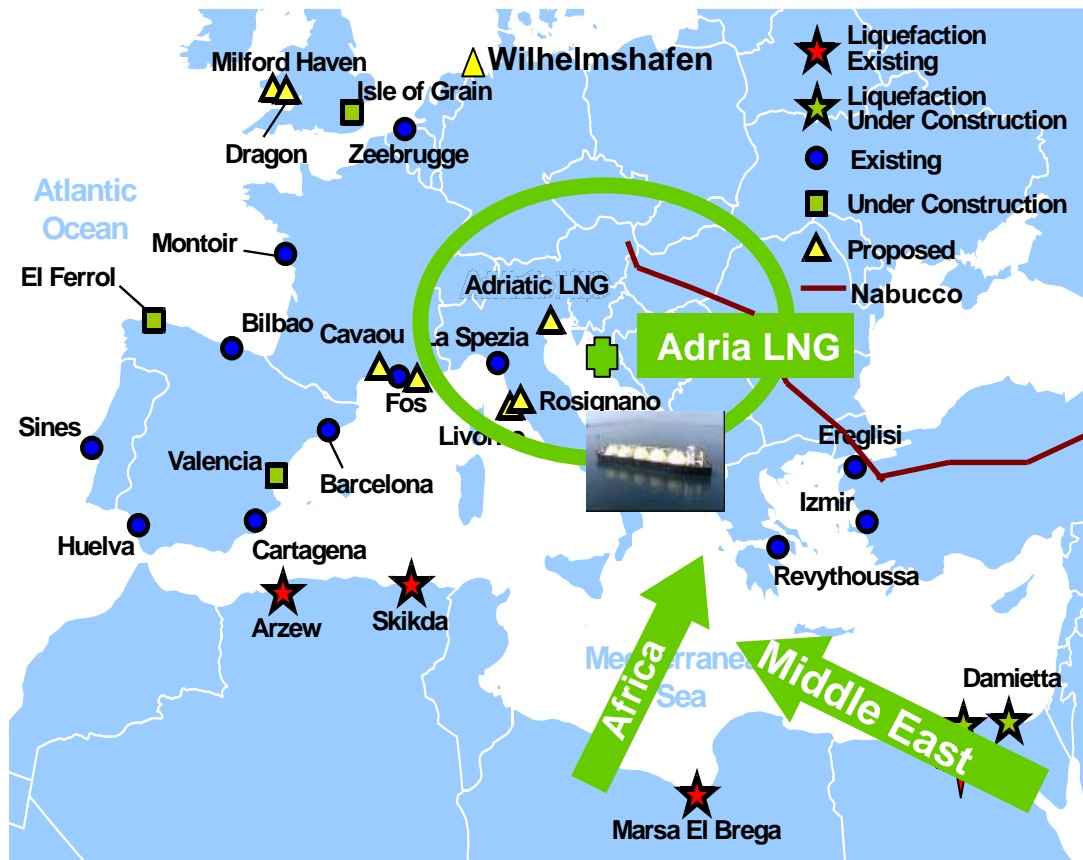 Liquefaction
Existing
Liquefaction
Under Construction
Existing
Under Construction
Proposed
Nabucco
Milford Haven
Wilhelmshafen
Isle of Grain
Dragon
Zeebrugge
Atlantic
Ocean
Montoir
El Ferrol
Bilbao
Adriatic LNG
Cavaou
La Spezia
Adria LNG
Fos
Rosignano
Livorno
Sines
Valencia
Barcelona
Ereglisi
Izmir
Huelva
Cartagena
Revythoussa
Arzew
Skikda
Africa
Mediterranean
Sea
Middle East
Damietta
Marsa El Brega